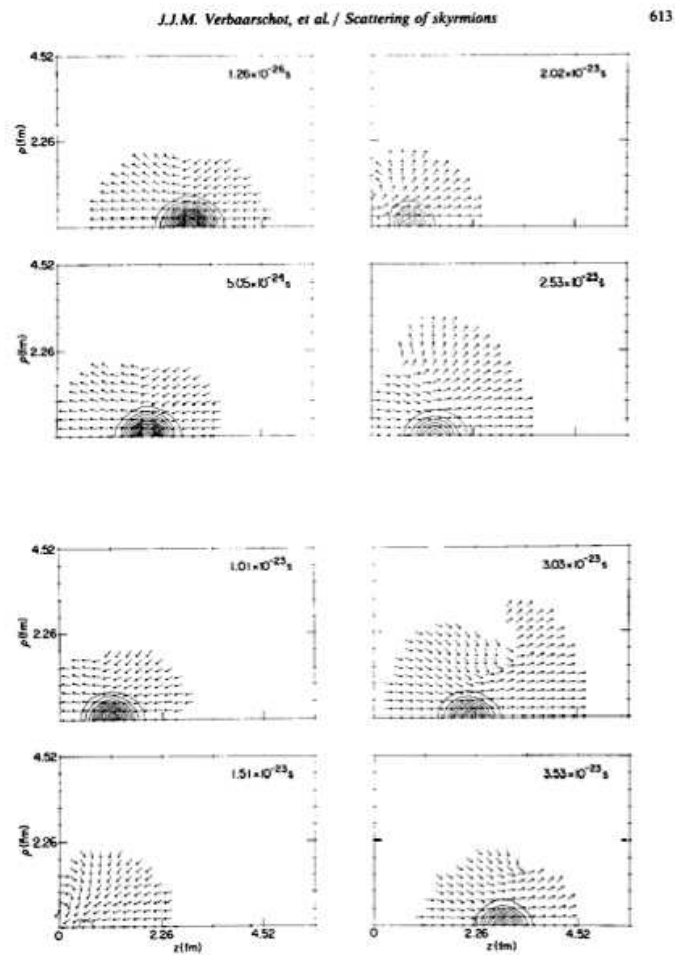 J.J.M. Verbaarschot, et al. / Scattering of skyrmions 613
4.52
1.26×10⁻²⁶s
2.02×10⁻²³s
ρ(fm)
2.26
4.52
5.05×10⁻²⁴s
2.53×10⁻²³s
ρ(fm)
2.26
4.52
1.01×10⁻²³s
3.03×10⁻²³s
ρ(fm)
2.26
4.52
1.51×10⁻²³s
3.53×10⁻²³s
ρ(fm)
2.26
0 2.26 4.52 0 2.26 4.52
z(fm) z(fm)